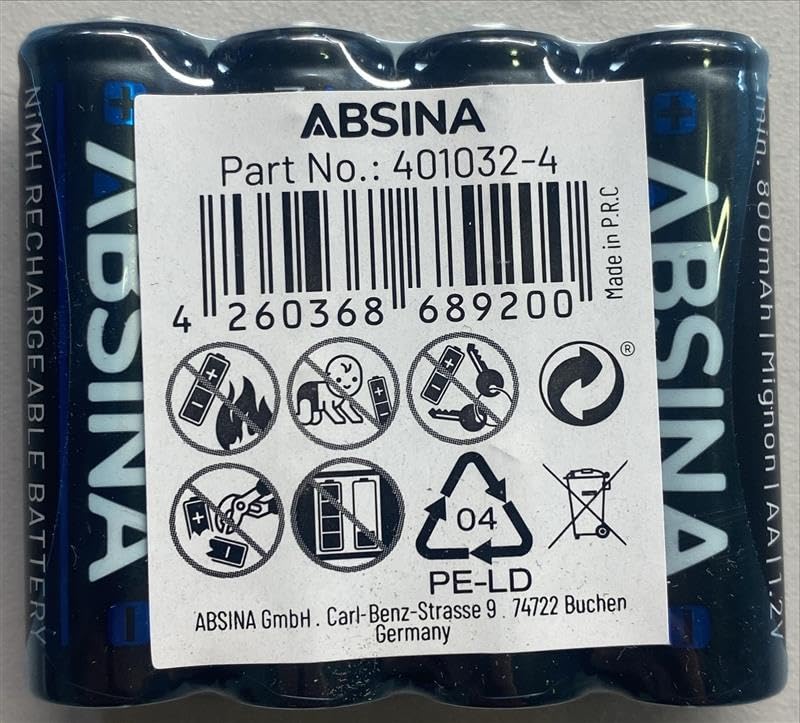 ABSINA
Part No.: 401032-4
Made in P.R.C
4 260368 689200
®
04
PE-LD
ABSINA GmbH . Carl-Benz-Strasse 9 . 74722 Buchen
Germany
NiMH RECHARGEABLE BATTERY
ABSINA
ABSINA
min. 800mAh | Mignon | AA | 1.2V